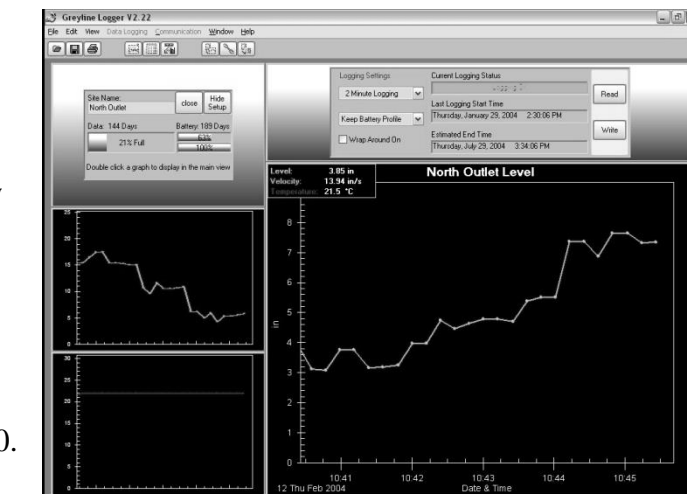 Greyline Logger V2.22
File Edit View Data Logging Communication Window Help
Site Name:
North Outlet
close
Hide Setup
Data: 144 Days
Battery: 189 Days
21% Full
63%
100%
Double click a graph to display in the main view
Logging Settings
2 Minute Logging
Keep Battery Profile
Wrap Around On
Current Logging Status
Last Logging Start Time
Thursday, January 29, 2004 2:30:06 PM
Estimated End Time
Thursday, July 29, 2004 3:34:06 PM
Read
Write
25
20
15
10
5
0
30
25
20
15
10
5
0
Level: 3.85 in
Velocity: 13.94 in/s
Temperature: 21.5 °C
North Outlet Level
8
7
6
5
4
3
2
1
0
in
10:41
10:42
10:43
10:44
10:45
12 Thu Feb 2004
Date & Time
0.